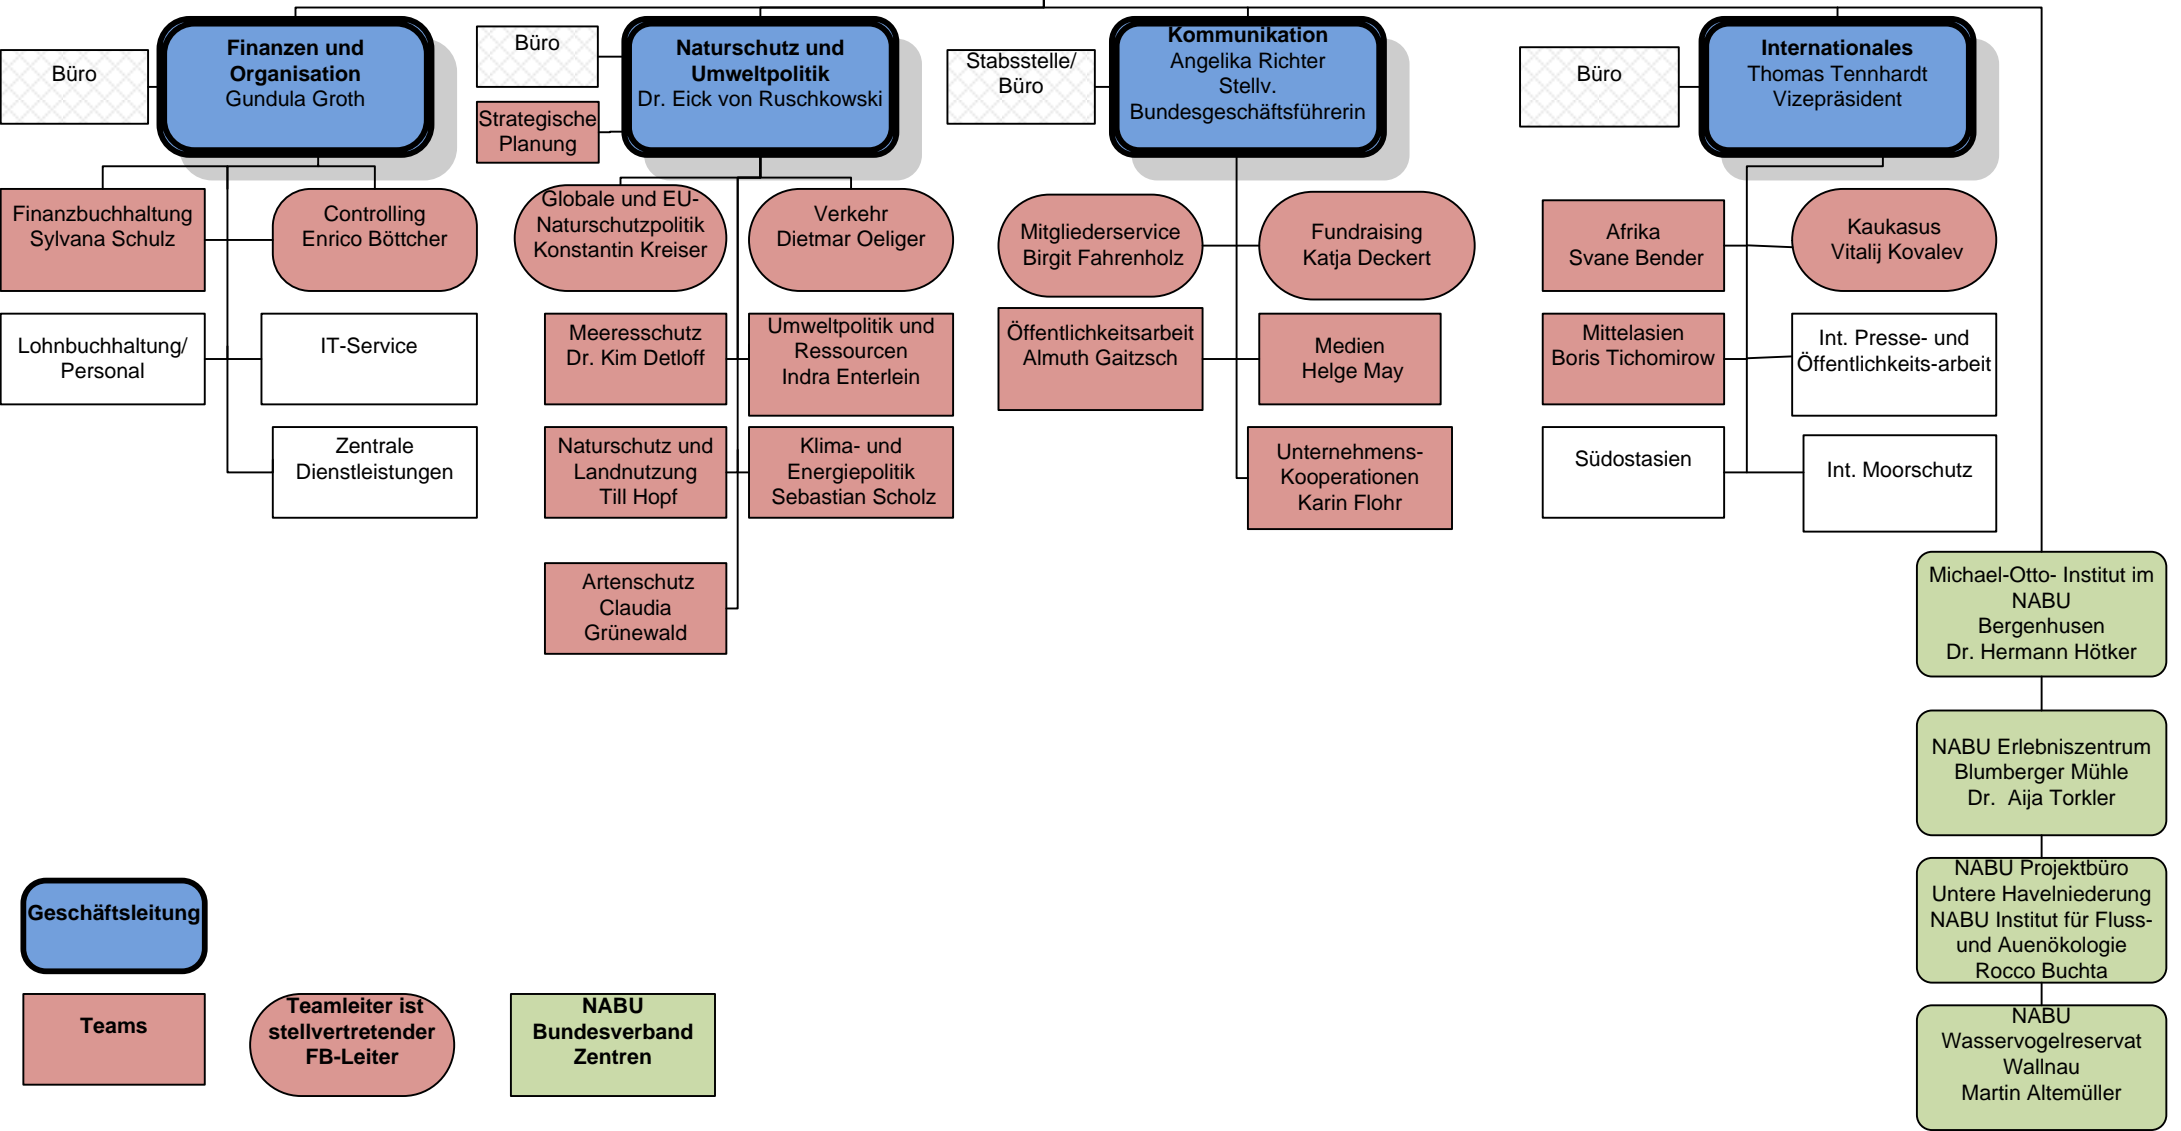 Büro
Finanzen und
Organisation
Gundula Groth
Büro
Strategische
Planung
Naturschutz und
Umweltpolitik
Dr. Eick von Ruschkowski
Stabsstelle/
Büro
Kommunikation
Angelika Richter
Stellv.
Bundesgeschäftsführerin
Büro
Internationales
Thomas Tennhardt
Vizepräsident
Finanzbuchhaltung
Sylvana Schulz
Controlling
Enrico Böttcher
Lohnbuchhaltung/
Personal
IT-Service
Zentrale
Dienstleistungen
Globale und EU-
Naturschutzpolitik
Konstantin Kreiser
Verkehr
Dietmar Oeliger
Meeresschutz
Dr. Kim Detloff
Umweltpolitik und
Ressourcen
Indra Enterlein
Naturschutz und
Landnutzung
Till Hopf
Klima- und
Energiepolitik
Sebastian Scholz
Artenschutz
Claudia
Grünewald
Mitgliederservice
Birgit Fahrenholz
Fundraising
Katja Deckert
Öffentlichkeitsarbeit
Almuth Gaitzsch
Medien
Helge May
Unternehmens-
Kooperationen
Karin Flohr
Afrika
Svane Bender
Kaukasus
Vitalij Kovalev
Mittelasien
Boris Tichomirow
Int. Presse- und
Öffentlichkeits-arbeit
Südostasien
Int. Moorschutz
Michael-Otto- Institut im
NABU
Bergenhusen
Dr. Hermann Hötker
NABU Erlebniszentrum
Blumberger Mühle
Dr. Aija Torkler
NABU Projektbüro
Untere Havelniederung
NABU Institut für Fluss-
und Auenökologie
Rocco Buchta
NABU
Wasservogelreservat
Wallnau
Martin Altemüller
Geschäftsleitung
Teams
Teamleiter ist
stellvertretender
FB-Leiter
NABU
Bundesverband
Zentren